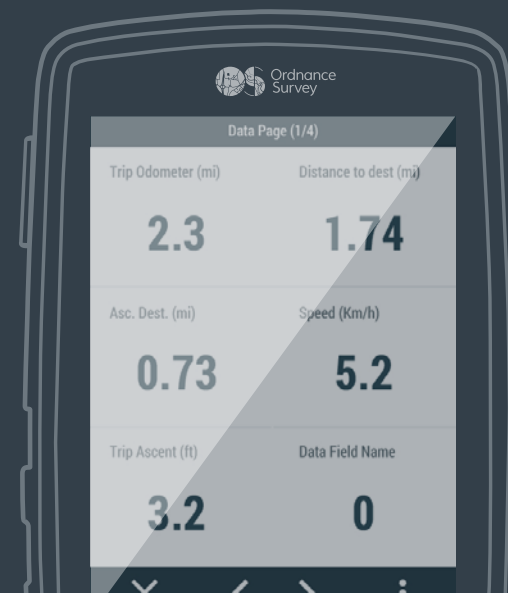 Ordnance
Survey
Data Page (1/4)
Trip Odometer (mi)
Distance to dest (mi)
2.3
1.74
Asc. Dest. (mi)
Speed (Km/h)
0.73
5.2
Trip Ascent (ft)
Data Field Name
3.2
0